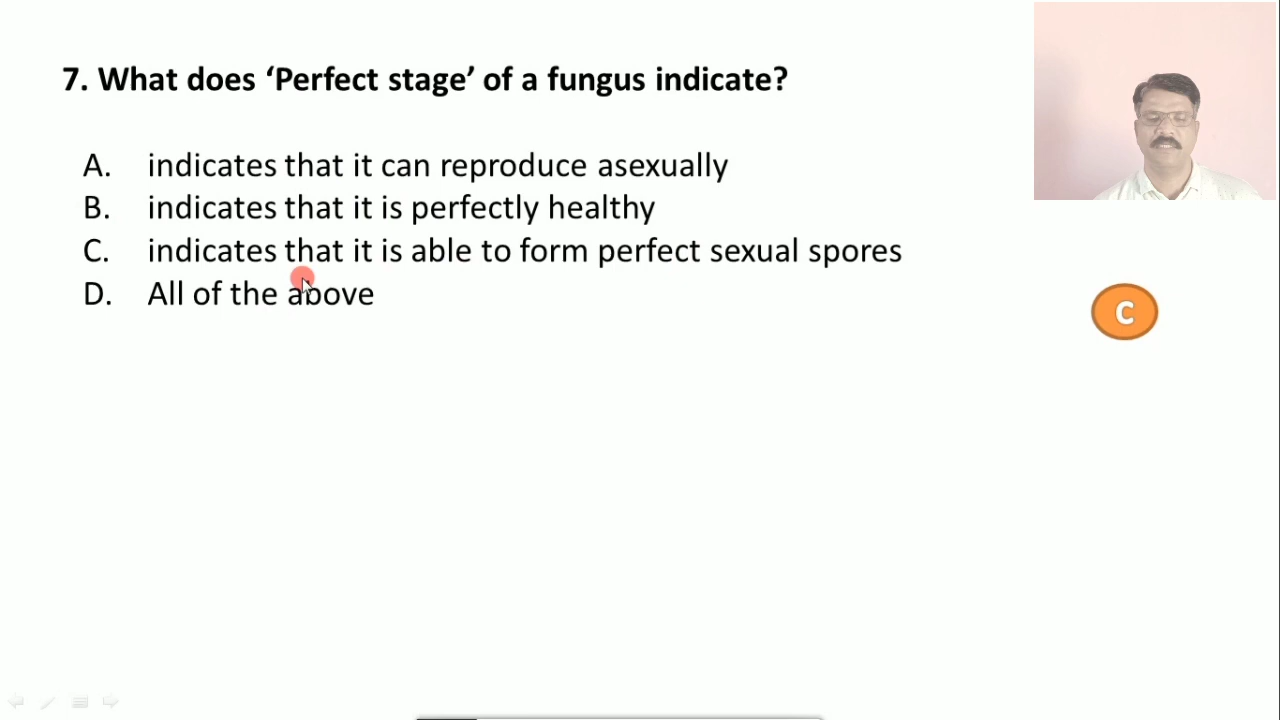 7. What does ‘Perfect stage’ of a fungus indicate?
A. indicates that it can reproduce asexually
B. indicates that it is perfectly healthy
C. indicates that it is able to form perfect sexual spores
D. All of the above
C